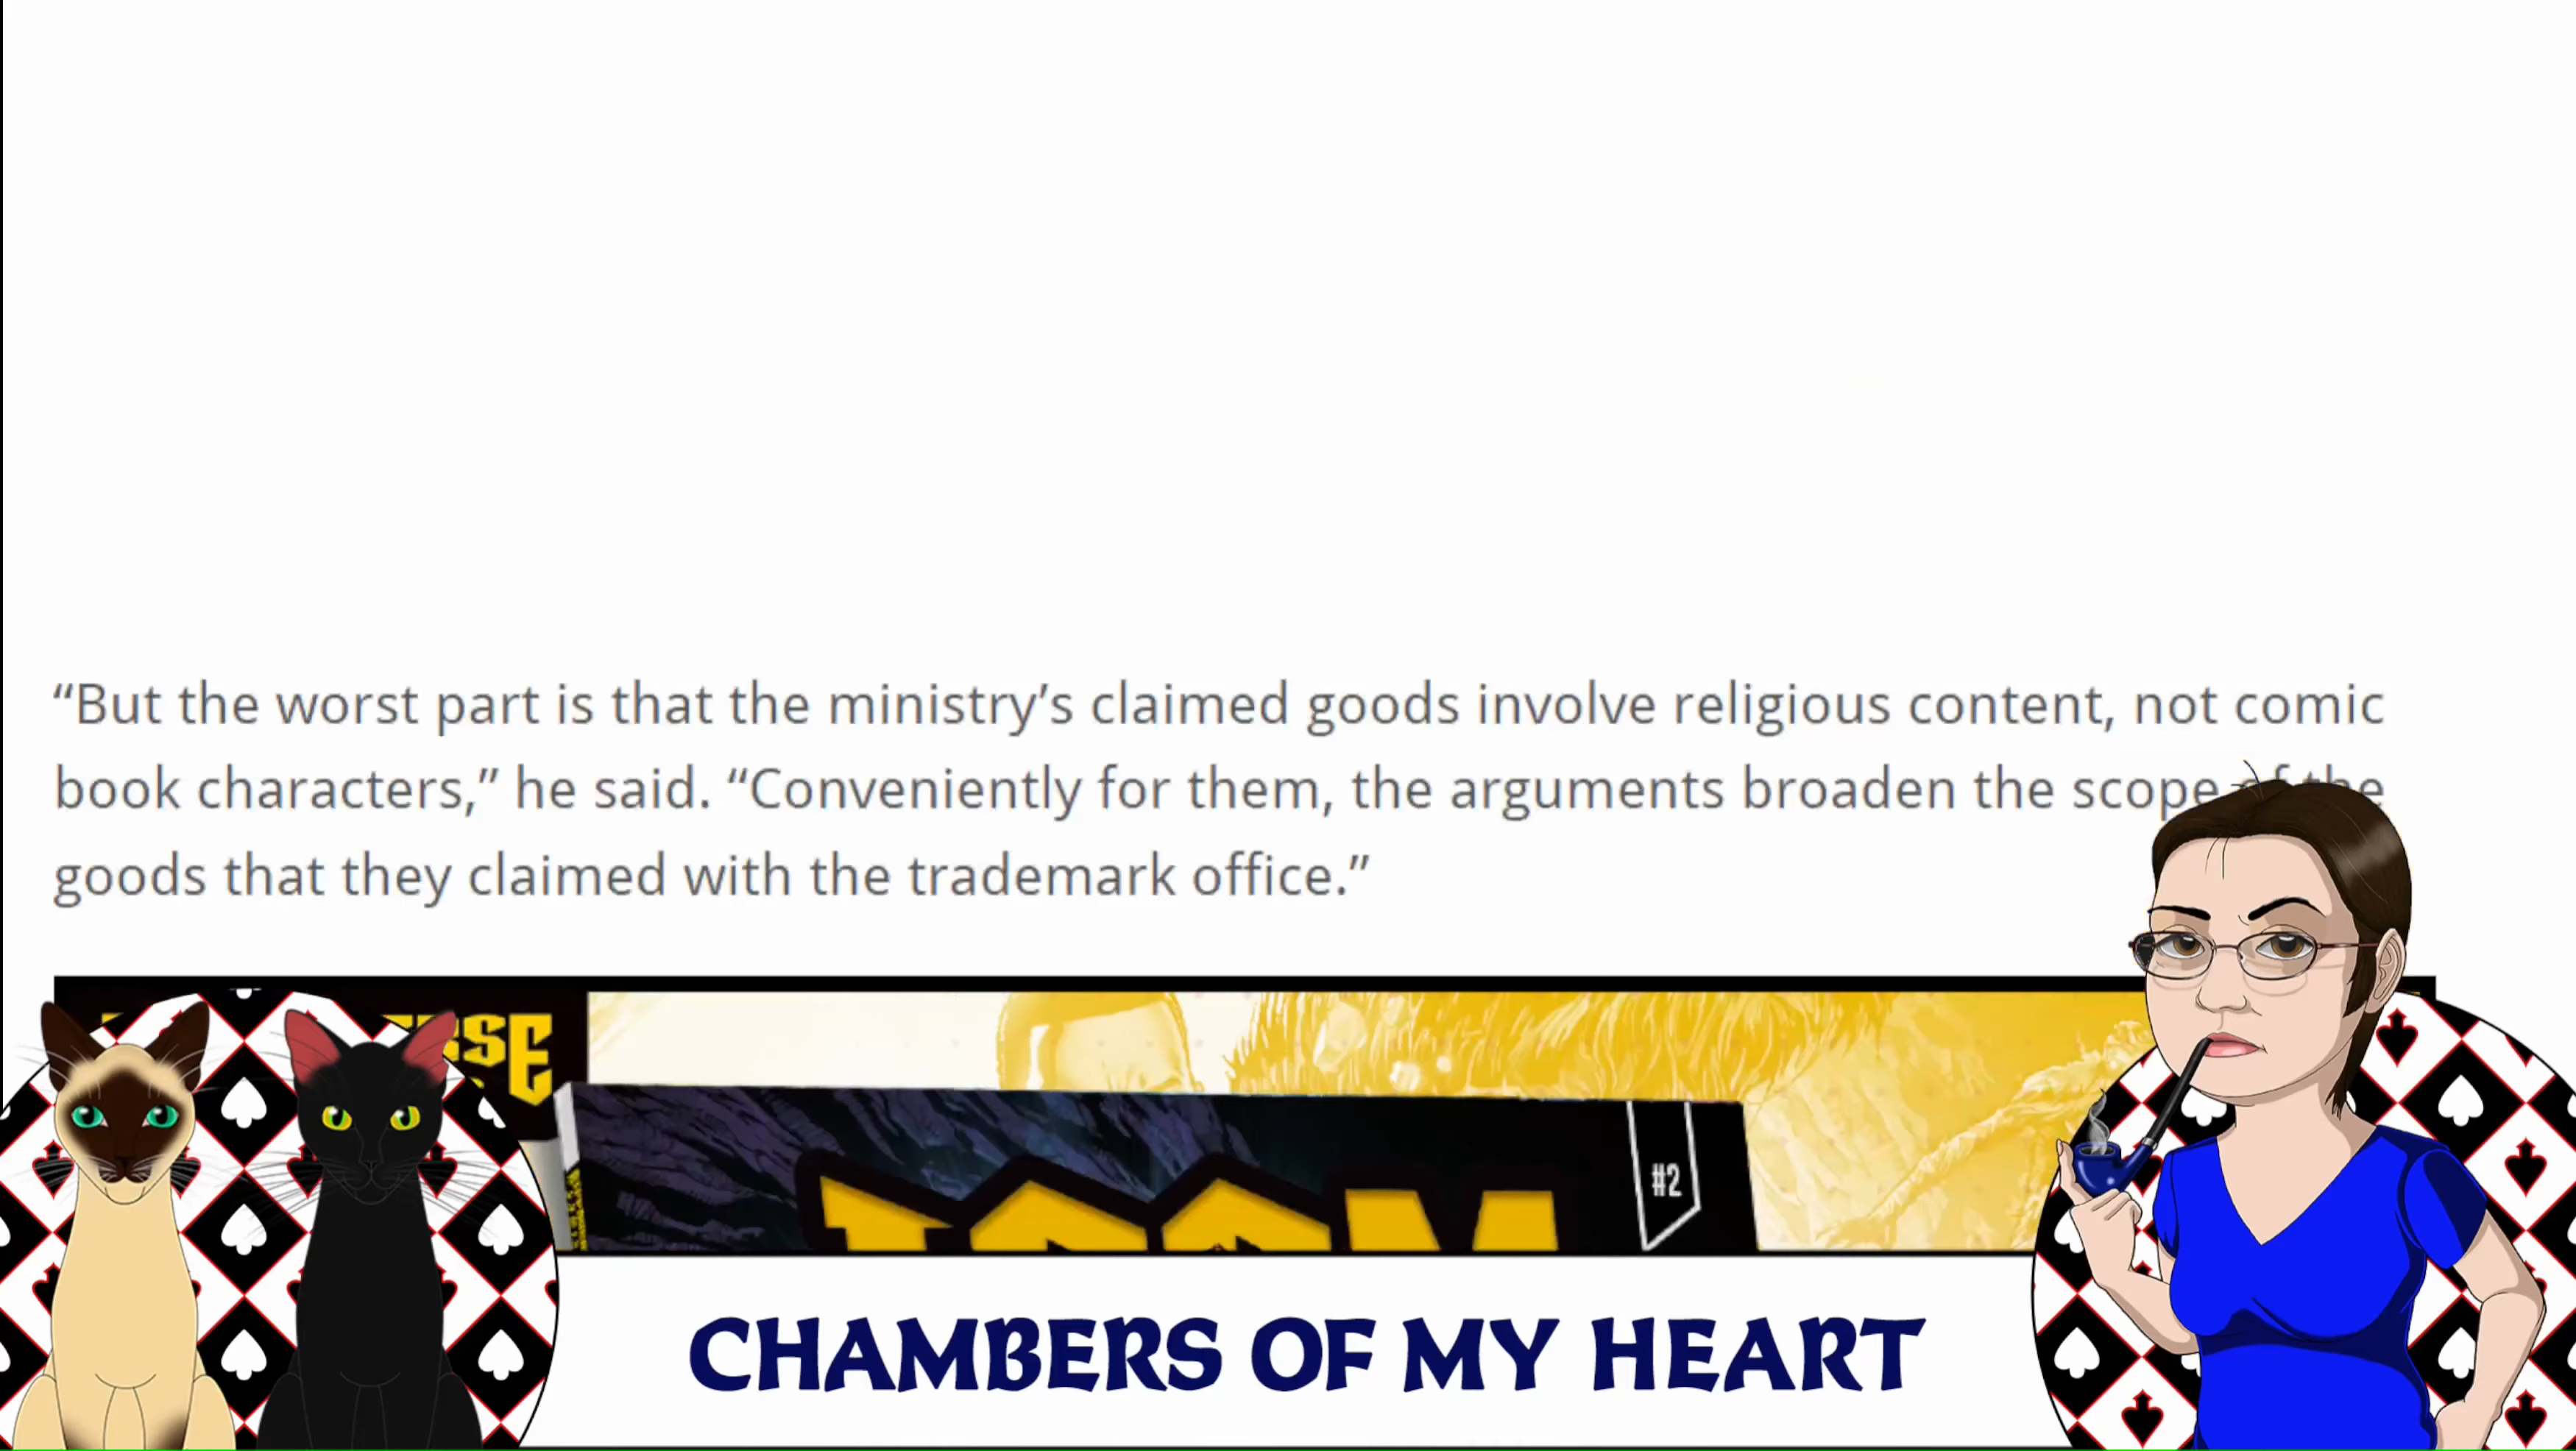 “But the worst part is that the ministry’s claimed goods involve religious content, not comic
book characters,” he said. “Conveniently for them, the arguments broaden the scope of the
goods that they claimed with the trademark office.”
#2
CHAMBERS OF MY HEART